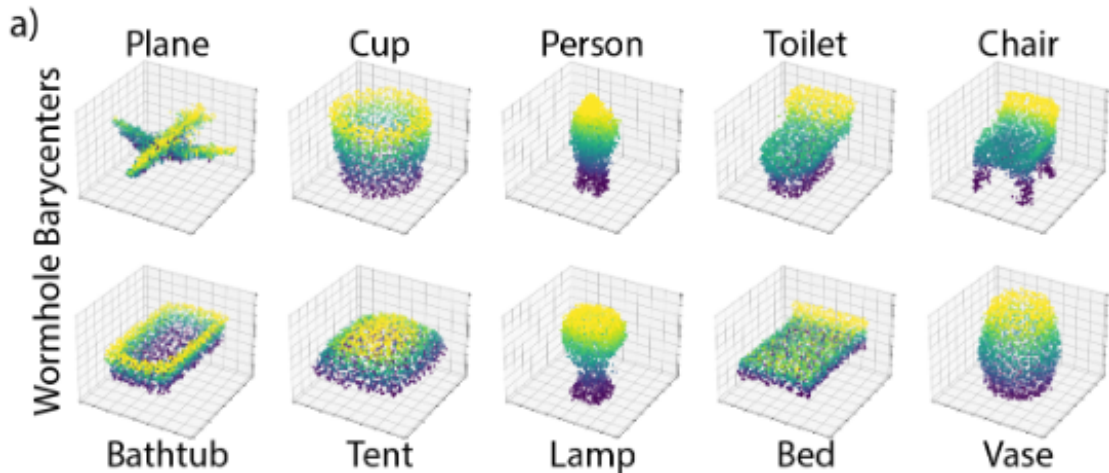 a)
Plane Cup Person Toilet Chair
Wormhole Barycenters
Bathtub Tent Lamp Bed Vase